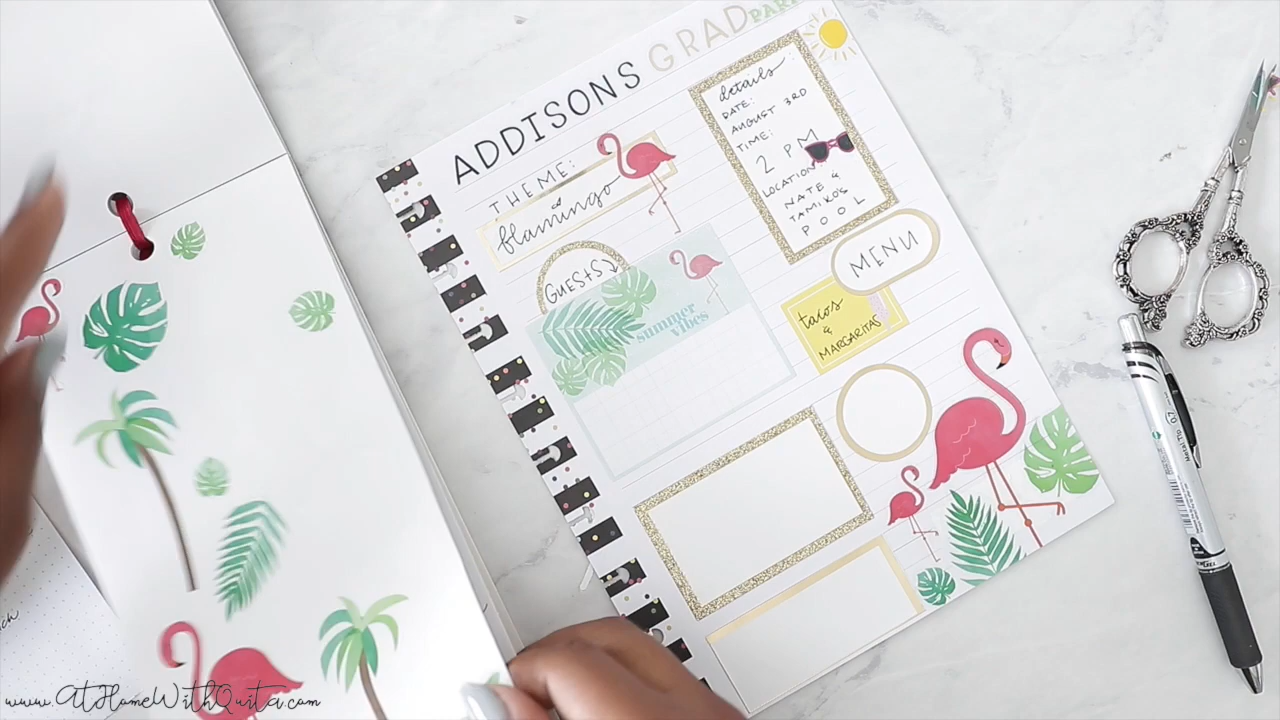 ADDISONS GRAD PARTY
THEME:
flamingo
GUESTS
summer
vibes
details:
DATE:
AUGUST 3RD
TIME:
2 PM
LOCATION:
NATE &
TAMIKO'S
POOL
MENU
tacos
&
MARGARITAS
www.AtHomeWithQuita.com